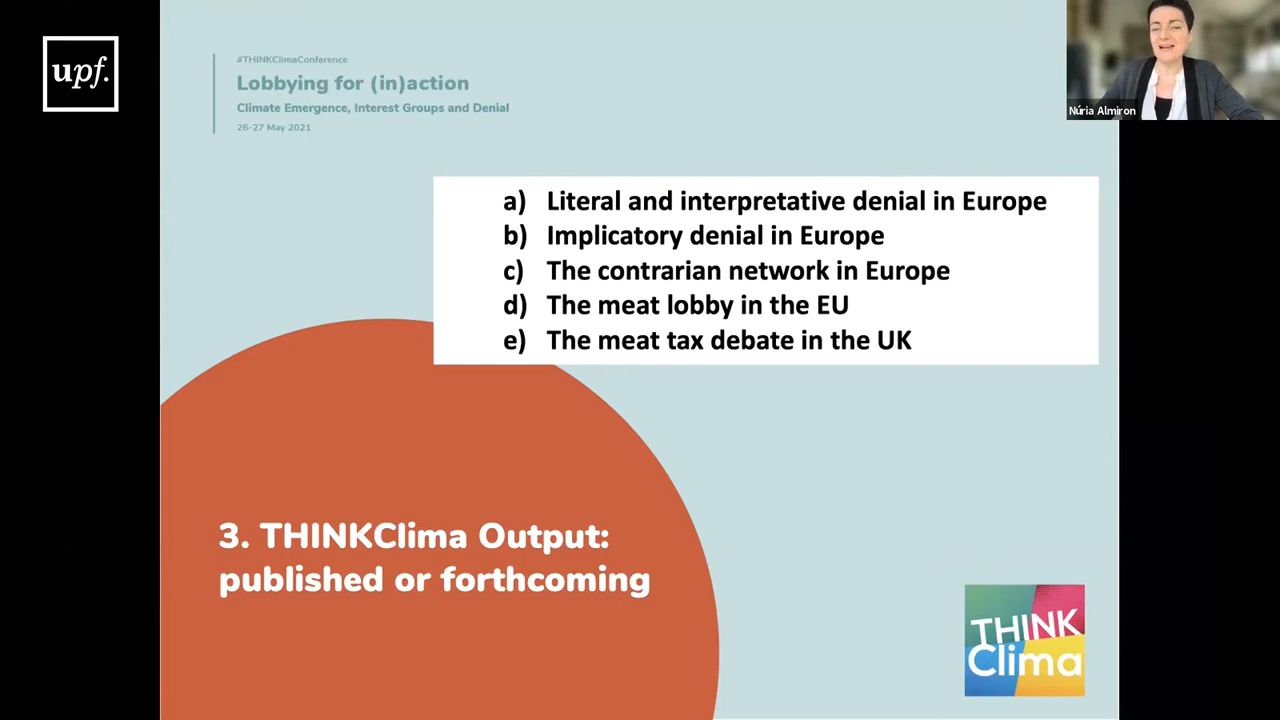 upf.
#THINKClimaConference
Lobbying for (in)action
Climate Emergence, Interest Groups and Denial
26-27 May 2021
Núria Almiron
a) Literal and interpretative denial in Europe
b) Implicatory denial in Europe
c) The contrarian network in Europe
d) The meat lobby in the EU
e) The meat tax debate in the UK
3. THINKClima Output:
published or forthcoming
THINK
Clima